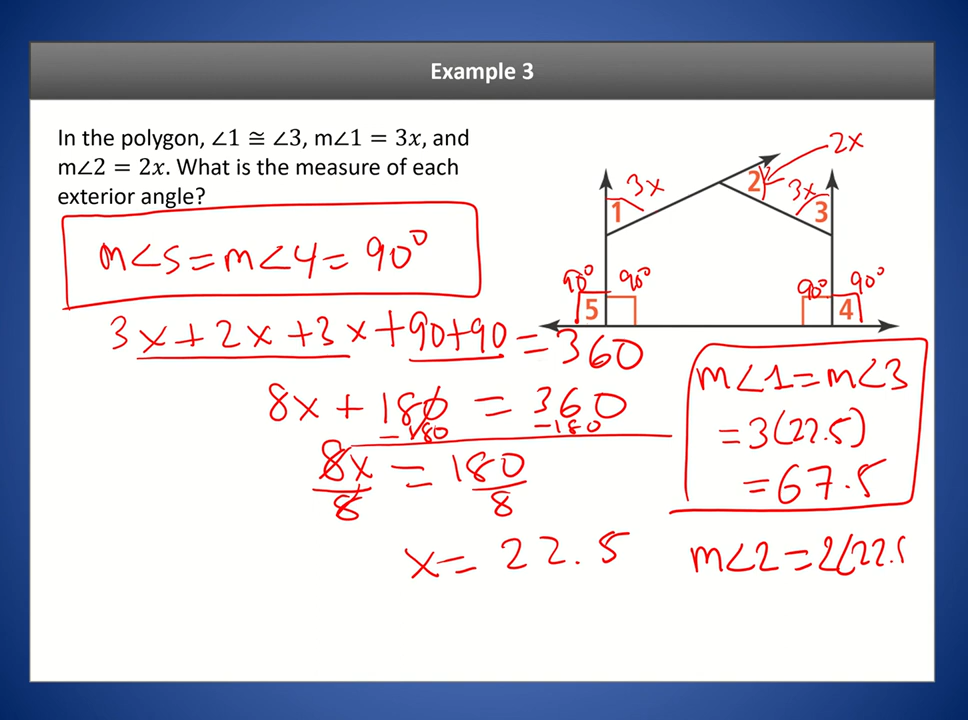 Example 3
In the polygon, ∠1 ≅ ∠3, m∠1 = 3x, and
m∠2 = 2x. What is the measure of each
exterior angle?
m∠5 = m∠4 = 90°
3x + 2x + 3x + 90 + 90 = 360
8x + 180 = 360
-180 -180
8x = 180
8 8
x = 22.5
2x
3x 2 3x
1 3
90° 90° 90° 90°
5 4
m∠1 = m∠3
= 3(22.5)
= 67.5
m∠2 = 2(22.